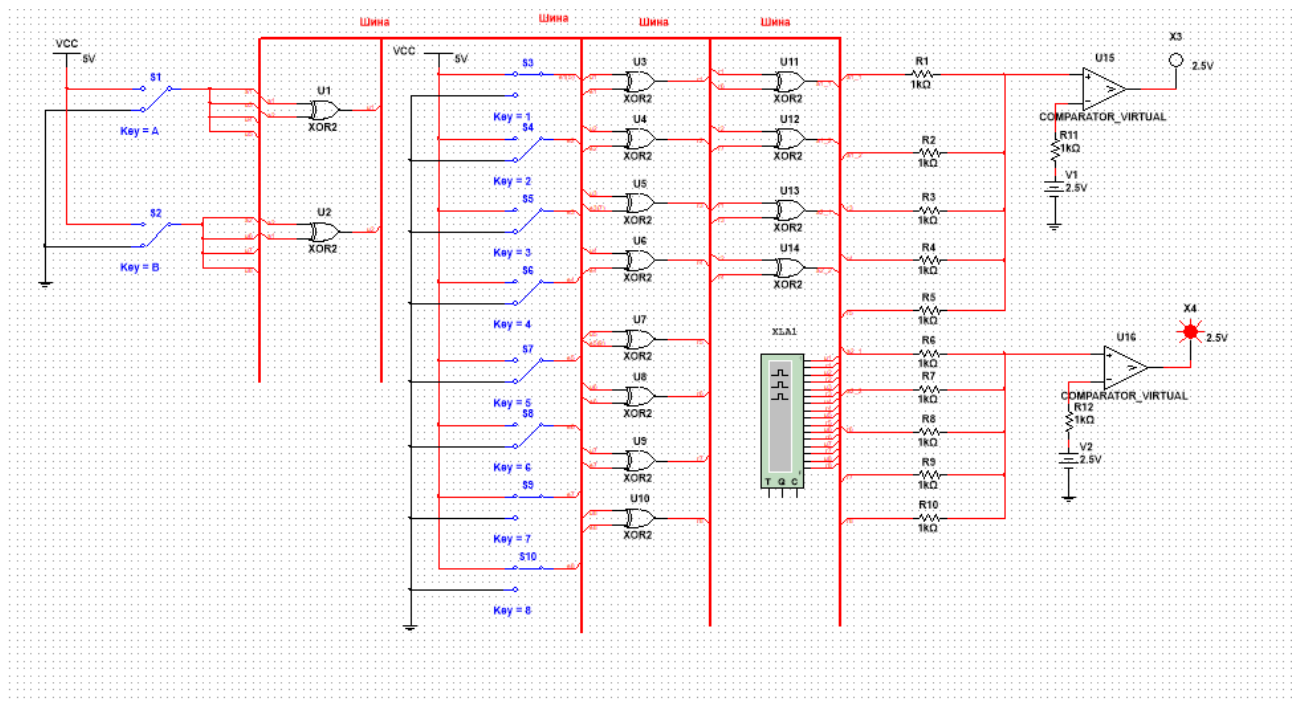 Шина
Шина
Шина
Шина
VCC
5V
S1
Key = A
S2
Key = B
U1
XOR2
U2
XOR2
VCC
5V
S3
Key = 1
S4
Key = 2
S5
Key = 3
S6
Key = 4
S7
Key = 5
S8
Key = 6
S9
Key = 7
S10
Key = 8
U3
XOR2
U4
XOR2
U5
XOR2
U6
XOR2
U7
XOR2
U8
XOR2
U9
XOR2
U10
XOR2
U11
XOR2
U12
XOR2
U13
XOR2
U14
XOR2
XLA1
T Q C
R1
1kΩ
R2
1kΩ
R3
1kΩ
R4
1kΩ
R5
1kΩ
R6
1kΩ
R7
1kΩ
R8
1kΩ
R9
1kΩ
R10
1kΩ
X3
2.5V
U15
COMPARATOR_VIRTUAL
R11
1kΩ
V1
2.5V
X4
2.5V
U16
COMPARATOR_VIRTUAL
R12
1kΩ
V2
2.5V